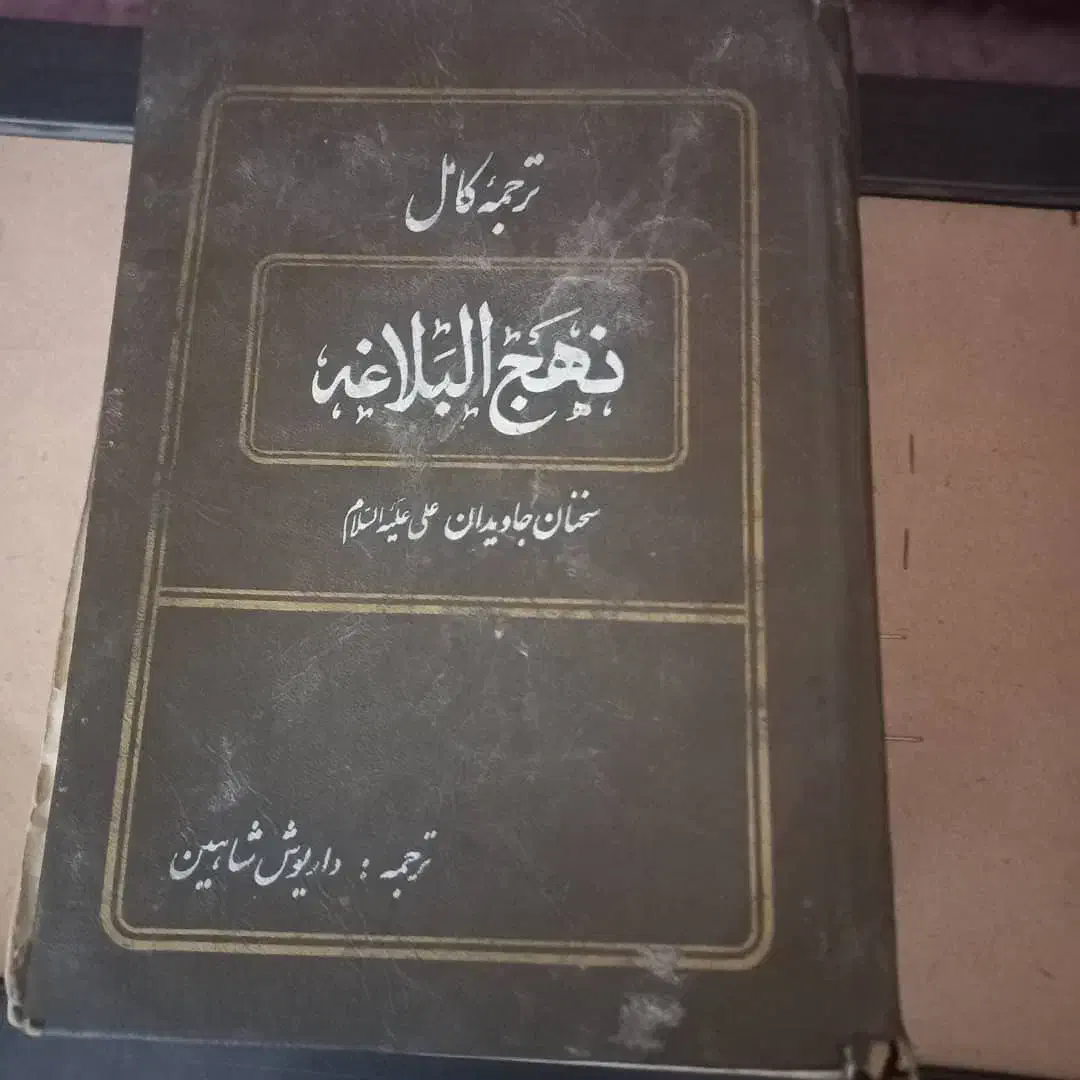 ترجمهٔ کامل
نهج البلاغه
سخنان جاویدان علی علیه السلام
ترجمه : داریوش شاهین